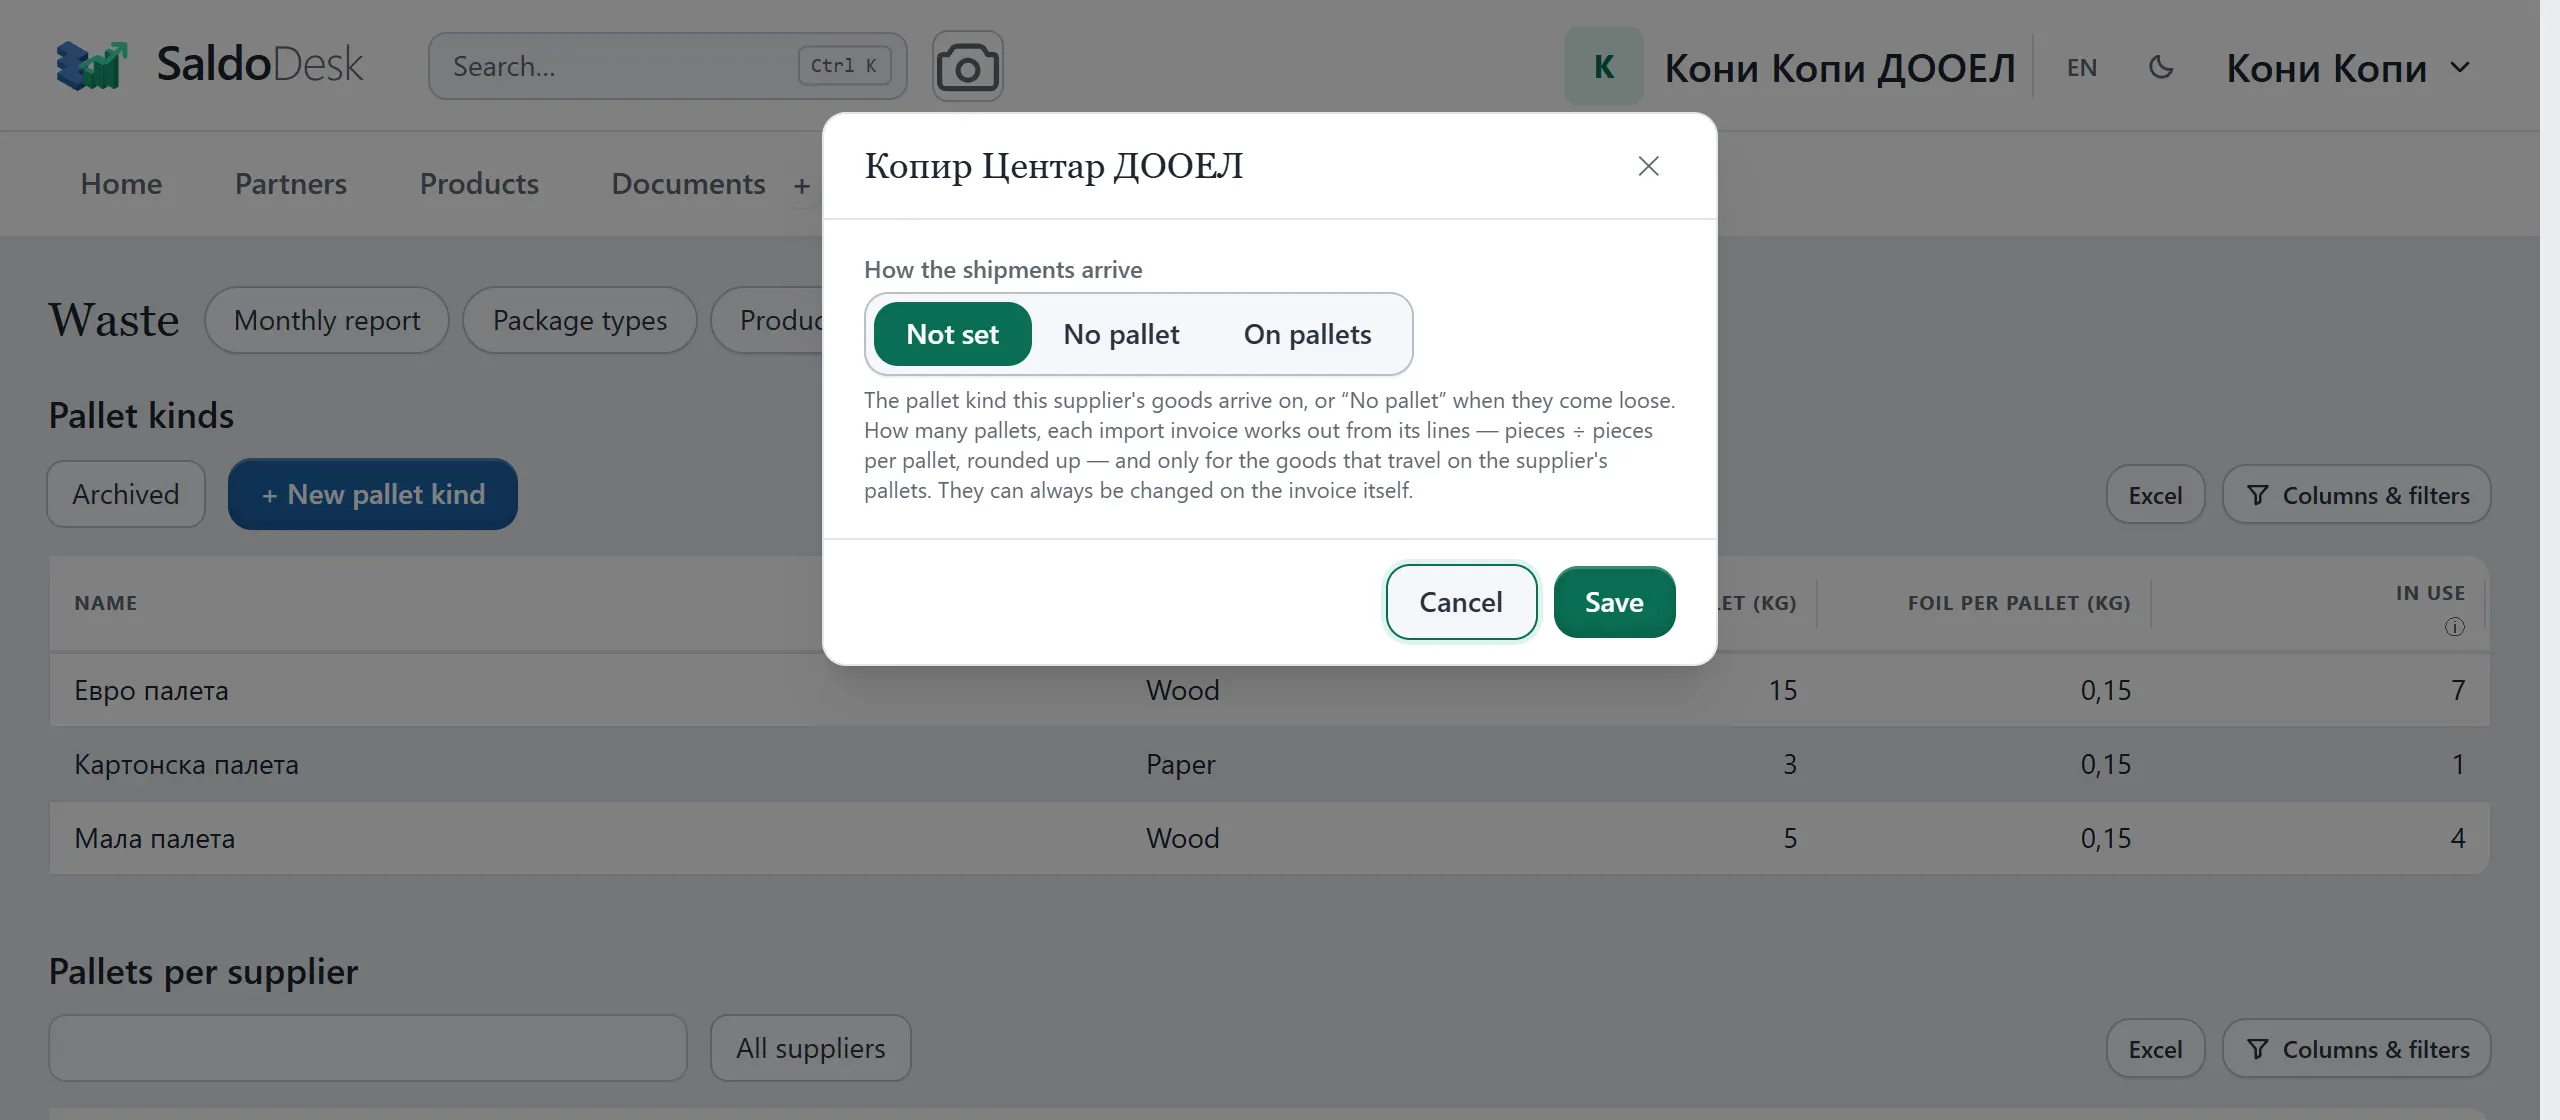 SaldoDesk
Search...
Ctrl K
K
Кони Копи ДООЕЛ
EN
Кони Копи
Home
Partners
Products
Documents +
Копир Центар ДООЕЛ
How the shipments arrive
Not set
No pallet
On pallets
The pallet kind this supplier's goods arrive on, or “No pallet” when they come loose.
How many pallets, each import invoice works out from its lines — pieces ÷ pieces
per pallet, rounded up — and only for the goods that travel on the supplier's
pallets. They can always be changed on the invoice itself.
Cancel
Save
Waste
Monthly report
Package types
Pallet kinds
Archived
+ New pallet kind
Excel
Columns & filters
NAME
(KG)
FOIL PER PALLET (KG)
IN USE
Евро палета Wood 15 0,15 7
Картонска палета Paper 3 0,15 1
Мала палета Wood 5 0,15 4
Pallets per supplier
All suppliers
Excel
Columns & filters